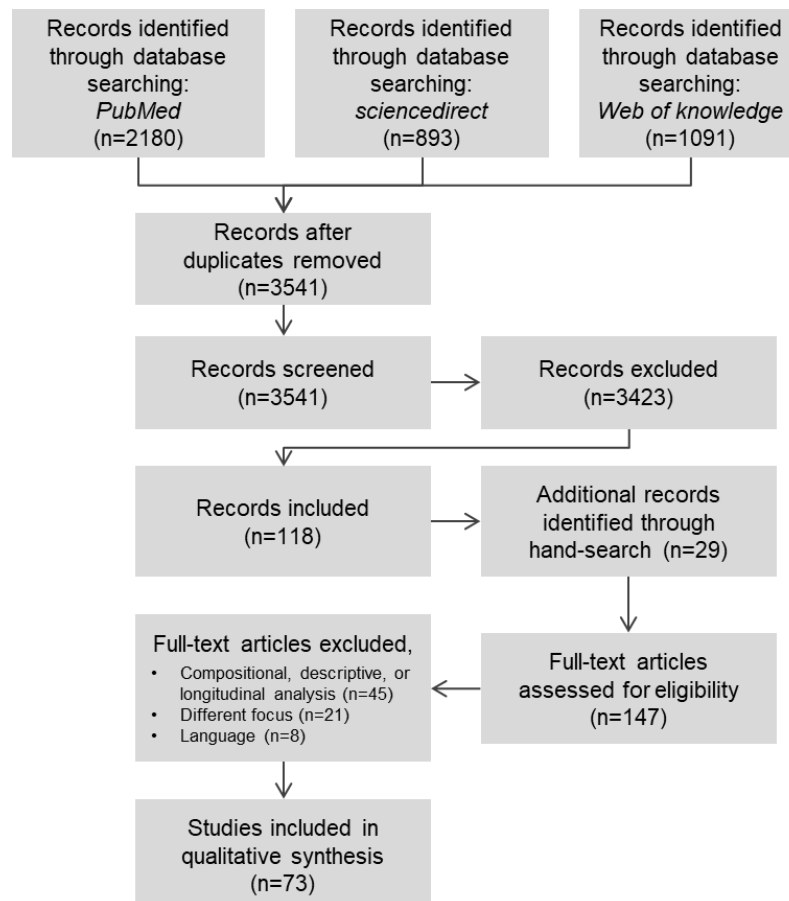 Records identified
through database
searching:
PubMed
(n=2180)
Records identified
through database
searching:
sciencedirect
(n=893)
Records identified
through database
searching:
Web of knowledge
(n=1091)
Records after
duplicates removed
(n=3541)
Records screened
(n=3541)
Records excluded
(n=3423)
Records included
(n=118)
Additional records
identified through
hand-search (n=29)
Full-text articles
assessed for eligibility
(n=147)
Full-text articles excluded,
• Compositional, descriptive, or
longitudinal analysis (n=45)
• Different focus (n=21)
• Language (n=8)
Studies included in
qualitative synthesis
(n=73)